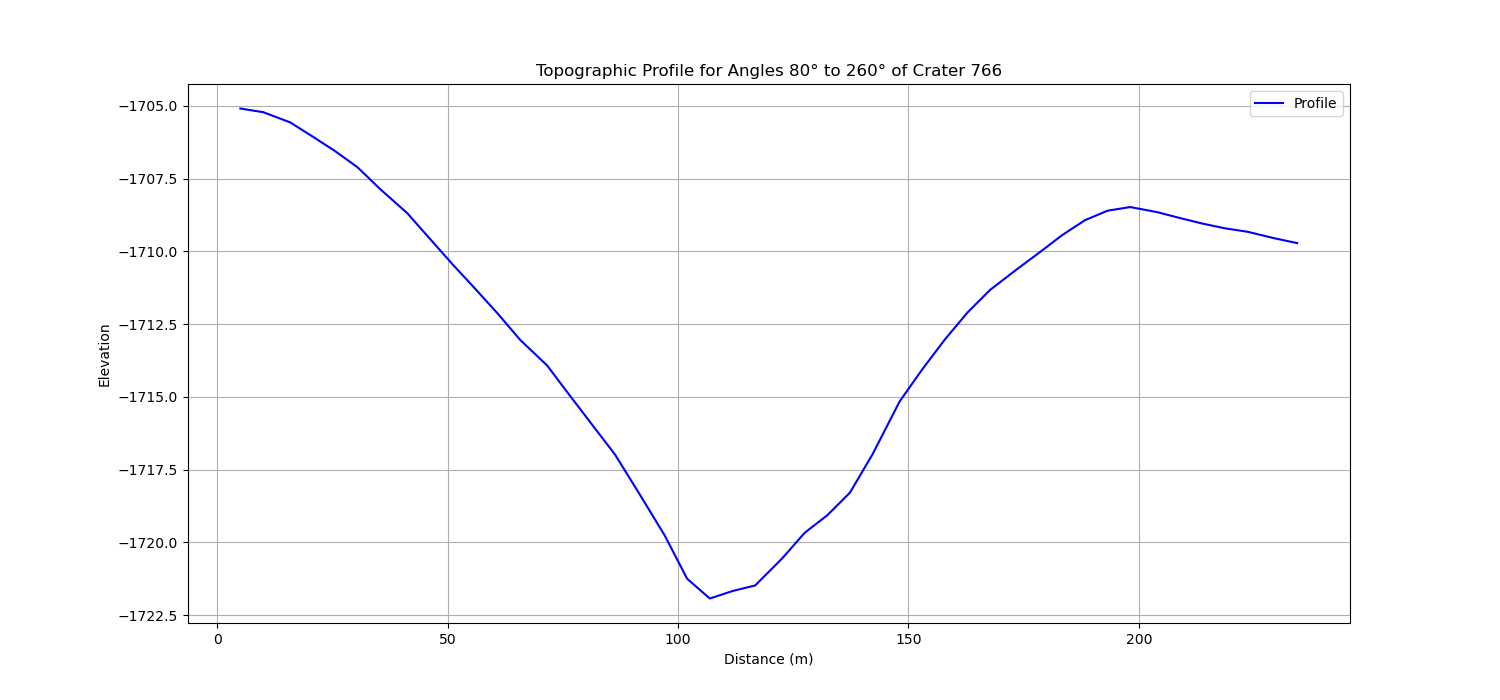 Topographic Profile for Angles 80° to 260° of Crater 766
Profile
−1705.0
−1707.5
−1710.0
−1712.5
−1715.0
−1717.5
−1720.0
−1722.5
Elevation
0 50 100 150 200
Distance (m)